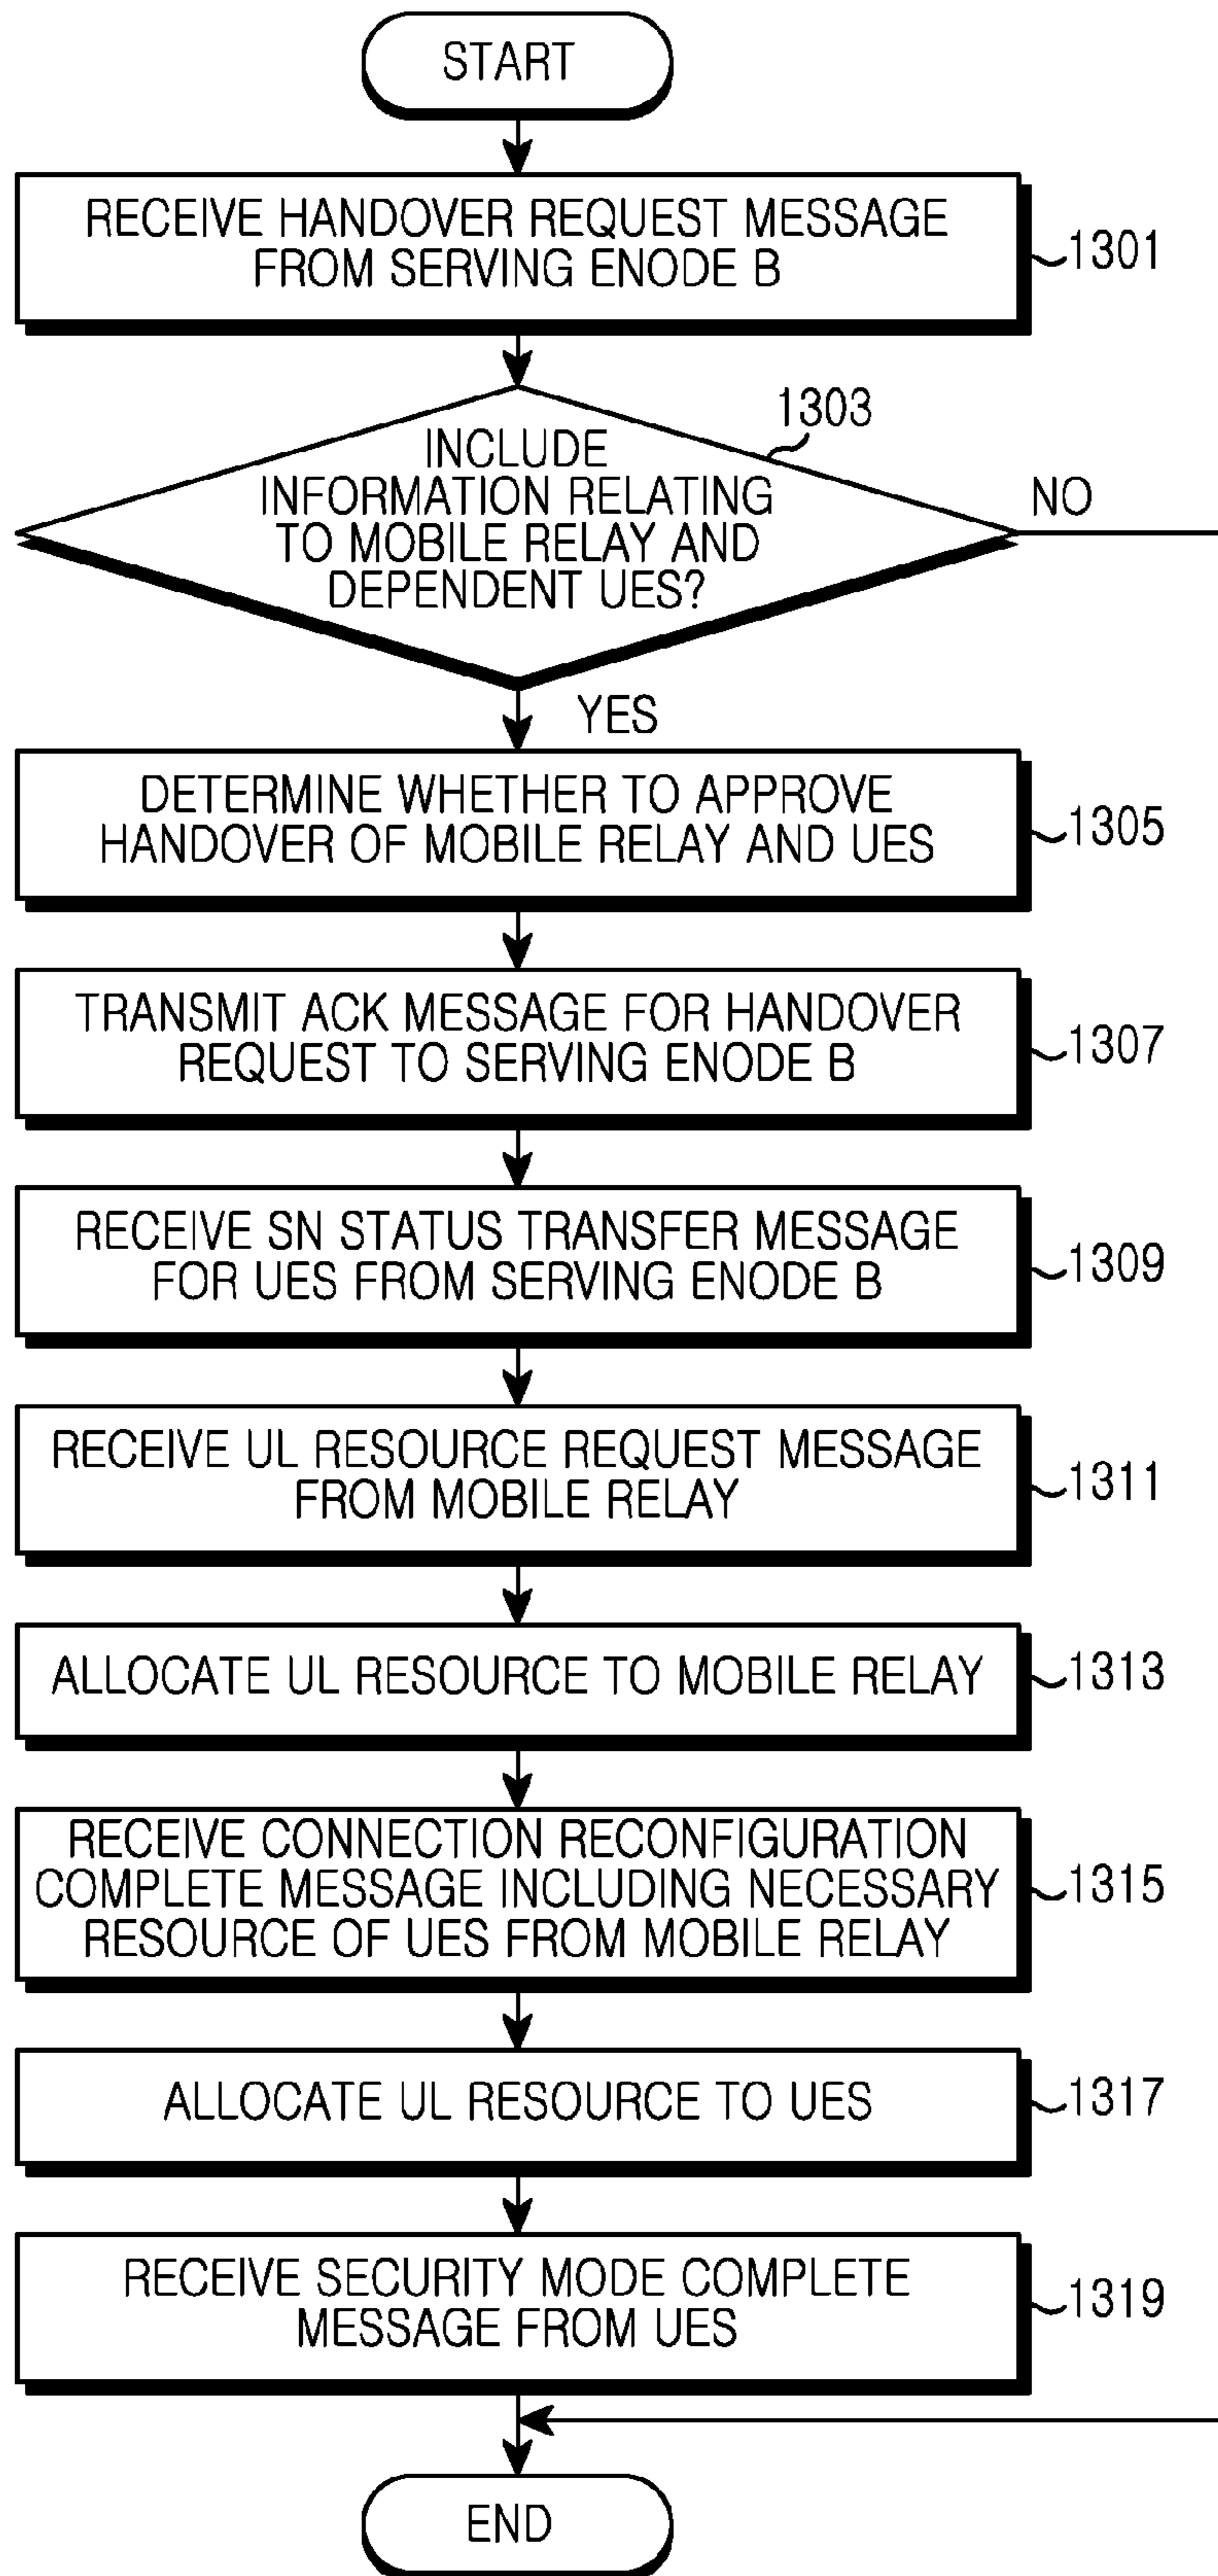 START
RECEIVE HANDOVER REQUEST MESSAGE
FROM SERVING ENODE B
1301
1303
INCLUDE
INFORMATION RELATING
TO MOBILE RELAY AND
DEPENDENT UES?
NO
YES
DETERMINE WHETHER TO APPROVE
HANDOVER OF MOBILE RELAY AND UES
1305
TRANSMIT ACK MESSAGE FOR HANDOVER
REQUEST TO SERVING ENODE B
1307
RECEIVE SN STATUS TRANSFER MESSAGE
FOR UES FROM SERVING ENODE B
1309
RECEIVE UL RESOURCE REQUEST MESSAGE
FROM MOBILE RELAY
1311
ALLOCATE UL RESOURCE TO MOBILE RELAY
1313
RECEIVE CONNECTION RECONFIGURATION
COMPLETE MESSAGE INCLUDING NECESSARY
RESOURCE OF UES FROM MOBILE RELAY
1315
ALLOCATE UL RESOURCE TO UES
1317
RECEIVE SECURITY MODE COMPLETE
MESSAGE FROM UES
1319
END